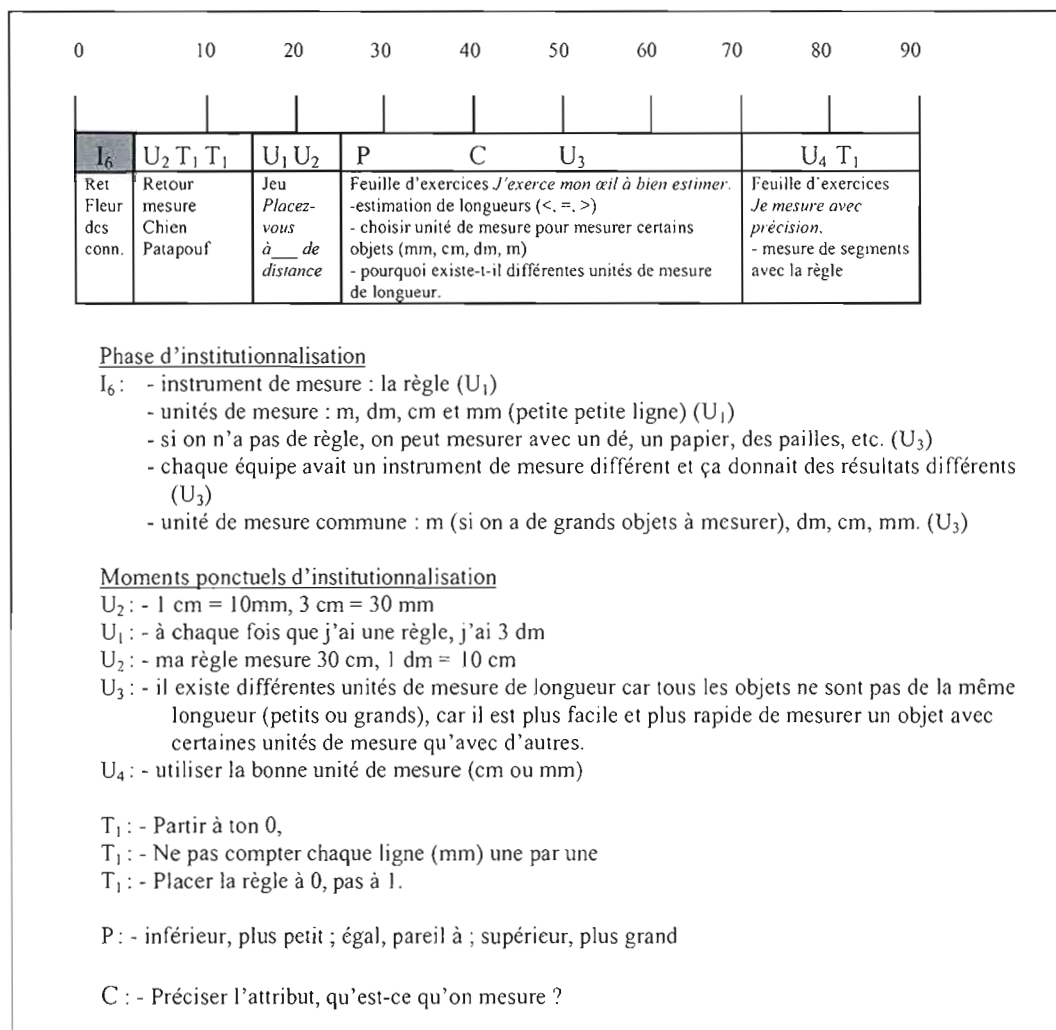 0 10 20 30 40 50 60 70 80 90
I₆ U₂ T₁ T₁ U₁ U₂ P C U₃ U₄ T₁
Ret
Fleur
des
conn.
Retour
mesure
Chien
Patapouf
Jeu
Placez-
vous
à___ de
distance
Feuille d'exercices J'exerce mon œil à bien estimer.
-estimation de longueurs (<, =, >)
- choisir unité de mesure pour mesurer certains
objets (mm, cm, dm, m)
- pourquoi existe-t-il différentes unités de mesure
de longueur.
Feuille d'exercices
Je mesure avec
précision.
- mesure de segments
avec la règle
Phase d'institutionnalisation
I₆ : - instrument de mesure : la règle (U₁)
- unités de mesure : m, dm, cm et mm (petite petite ligne) (U₁)
- si on n'a pas de règle, on peut mesurer avec un dé, un papier, des pailles, etc. (U₃)
- chaque équipe avait un instrument de mesure différent et ça donnait des résultats différents
(U₃)
- unité de mesure commune : m (si on a de grands objets à mesurer), dm, cm, mm. (U₃)
Moments ponctuels d'institutionnalisation
U₂ : - 1 cm = 10mm, 3 cm = 30 mm
U₁ : - à chaque fois que j'ai une règle, j'ai 3 dm
U₂ : - ma règle mesure 30 cm, 1 dm = 10 cm
U₃ : - il existe différentes unités de mesure de longueur car tous les objets ne sont pas de la même
longueur (petits ou grands), car il est plus facile et plus rapide de mesurer un objet avec
certaines unités de mesure qu'avec d'autres.
U₄ : - utiliser la bonne unité de mesure (cm ou mm)
T₁ : - Partir à ton 0,
T₁ : - Ne pas compter chaque ligne (mm) une par une
T₁ : - Placer la règle à 0, pas à 1.
P : - inférieur, plus petit ; égal, pareil à ; supérieur, plus grand
C : - Préciser l'attribut, qu'est-ce qu'on mesure ?